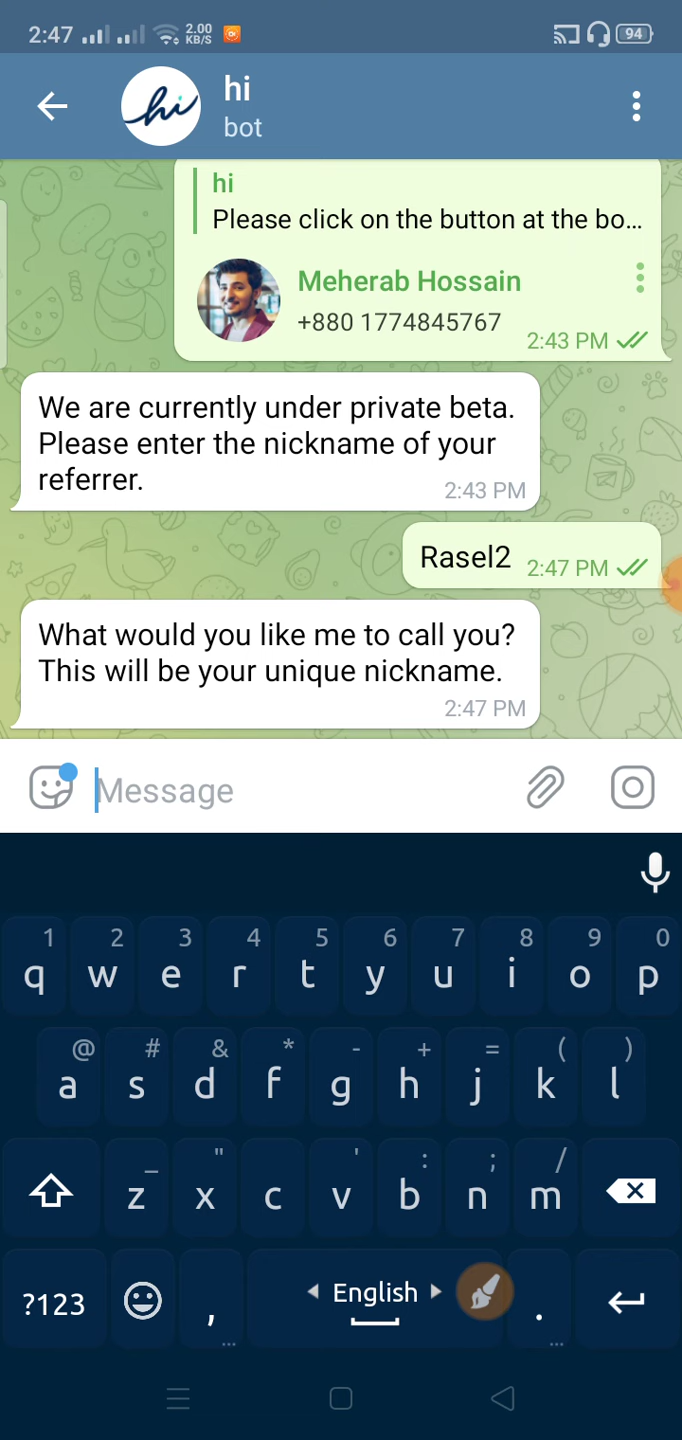 2:47 2.00 KB/S 94
hi
bot
hi
Please click on the button at the bo...
Meherab Hossain
+880 1774845767
2:43 PM
We are currently under private beta.
Please enter the nickname of your
referrer.
2:43 PM
Rasel2 2:47 PM
What would you like me to call you?
This will be your unique nickname.
2:47 PM
Message
1 2 3 4 5 6 7 8 9 0
q w e r t y u i o p
@ # & * - + = ( )
a s d f g h j k l
_ " ' : ; /
z x c v b n m
?123 , English .